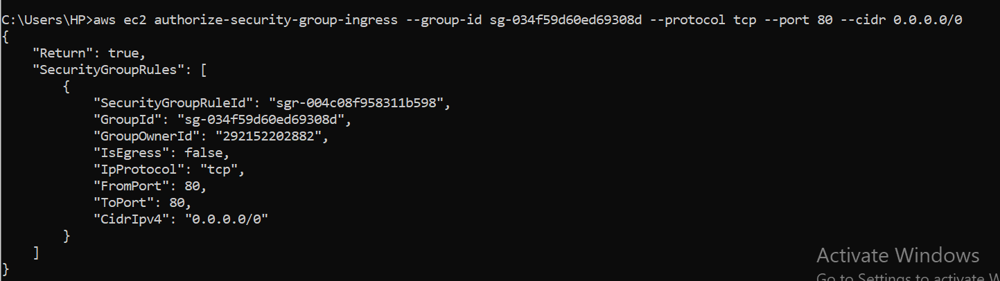 C:\Users\HP>aws ec2 authorize-security-group-ingress --group-id sg-034f59d60ed69308d --protocol tcp --port 80 --cidr 0.0.0.0/0
{
    "Return": true,
    "SecurityGroupRules": [
        {
            "SecurityGroupRuleId": "sgr-004c08f958311b598",
            "GroupId": "sg-034f59d60ed69308d",
            "GroupOwnerId": "292152202882",
            "IsEgress": false,
            "IpProtocol": "tcp",
            "FromPort": 80,
            "ToPort": 80,
            "CidrIpv4": "0.0.0.0/0"
        }
    ]
}
Activate Windows
Go to Settings to activate W